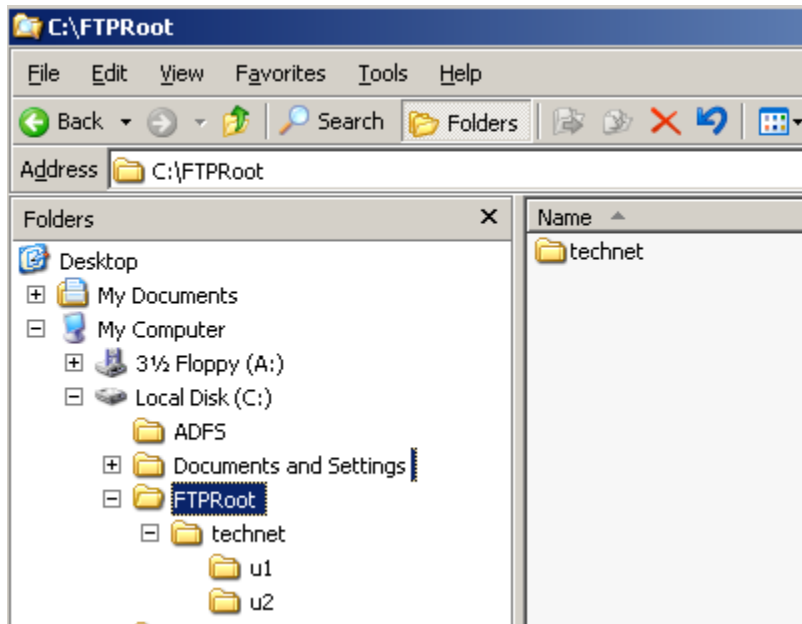 C:\FTPRoot
File Edit View Favorites Tools Help
Back Search Folders
Address C:\FTPRoot
Folders Name
technet
Desktop
My Documents
My Computer
3½ Floppy (A:)
Local Disk (C:)
ADFS
Documents and Settings
FTPRoot
technet
u1
u2